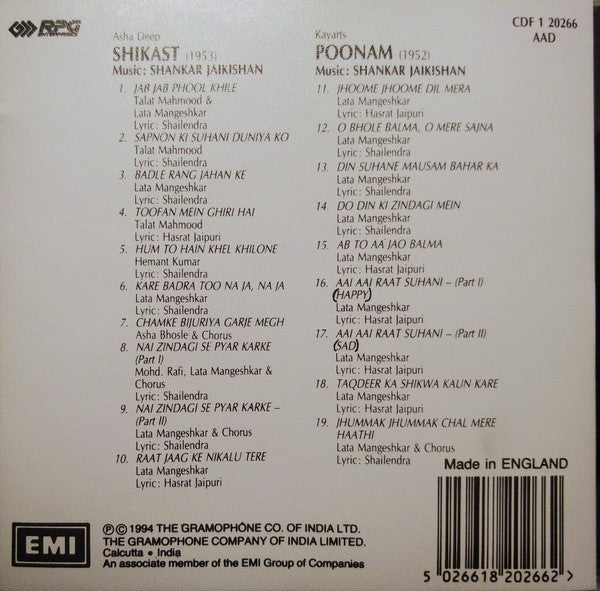 RPG
ENTERPRISES
CDF 1 20266
AAD
Asha Deep
SHIKAST (1953)
Music: SHANKAR JAIKISHAN
1. JAB JAB PHOOL KHILE
Talat Mahmood &
Lata Mangeshkar
Lyric: Shailendra
2. SAPNON KI SUHANI DUNIYA KO
Talat Mahmood
Lyric: Shailendra
3. BADLE RANG JAHAN KE
Lata Mangeshkar
Lyric: Shailendra
4. TOOFAN MEIN GHIRI HAI
Talat Mahmood
Lyric: Hasrat Jaipuri
5. HUM TO HAIN KHEL KHILONE
Hemant Kumar
Lyric: Shailendra
6. KARE BADRA TOO NA JA, NA JA
Lata Mangeshkar
Lyric: Shailendra
7. CHAMKE BIJURIYA GARJE MEGH
Asha Bhosle & Chorus
8. NAI ZINDAGI SE PYAR KARKE
(Part I)
Mohd. Rafi, Lata Mangeshkar &
Chorus
Lyric: Shailendra
9. NAI ZINDAGI SE PYAR KARKE –
(Part II)
Lata Mangeshkar & Chorus
Lyric: Shailendra
10. RAAT JAAG KE NIKALU TERE
Lata Mangeshkar
Lyric: Hasrat Jaipuri
Kayarts
POONAM (1952)
Music: SHANKAR JAIKISHAN
11. JHOOME JHOOME DIL MERA
Lata Mangeshkar
Lyric: Hasrat Jaipuri
12. O BHOLE BALMA, O MERE SAJNA
Lata Mangeshkar
Lyric: Shailendra
13. DIN SUHANE MAUSAM BAHAR KA
Lata Mangeshkar
Lyric: Shailendra
14. DO DIN KI ZINDAGI MEIN
Lata Mangeshkar
Lyric: Shailendra
15. AB TO AA JAO BALMA
Lata Mangeshkar
Lyric: Hasrat Jaipuri
16. AAI AAI RAAT SUHANI – (Part I)
(HAPPY)
Lata Mangeshkar
Lyric: Hasrat Jaipuri
17. AAI AAI RAAT SUHANI – (Part II)
(SAD)
Lata Mangeshkar
Lyric: Hasrat Jaipuri
18. TAQDEER KA SHIKWA KAUN KARE
Lata Mangeshkar
Lyric: Hasrat Jaipuri
19. JHUMMAK JHUMMAK CHAL MERE
HAATHI
Lata Mangeshkar & Chorus
Lyric: Shailendra
Made in ENGLAND
EMI
℗ © 1994 THE GRAMOPHONE CO. OF INDIA LTD.
THE GRAMOPHONE COMPANY OF INDIA LIMITED.
Calcutta • India
An associate member of the EMI Group of Companies
5 026618 202662 >